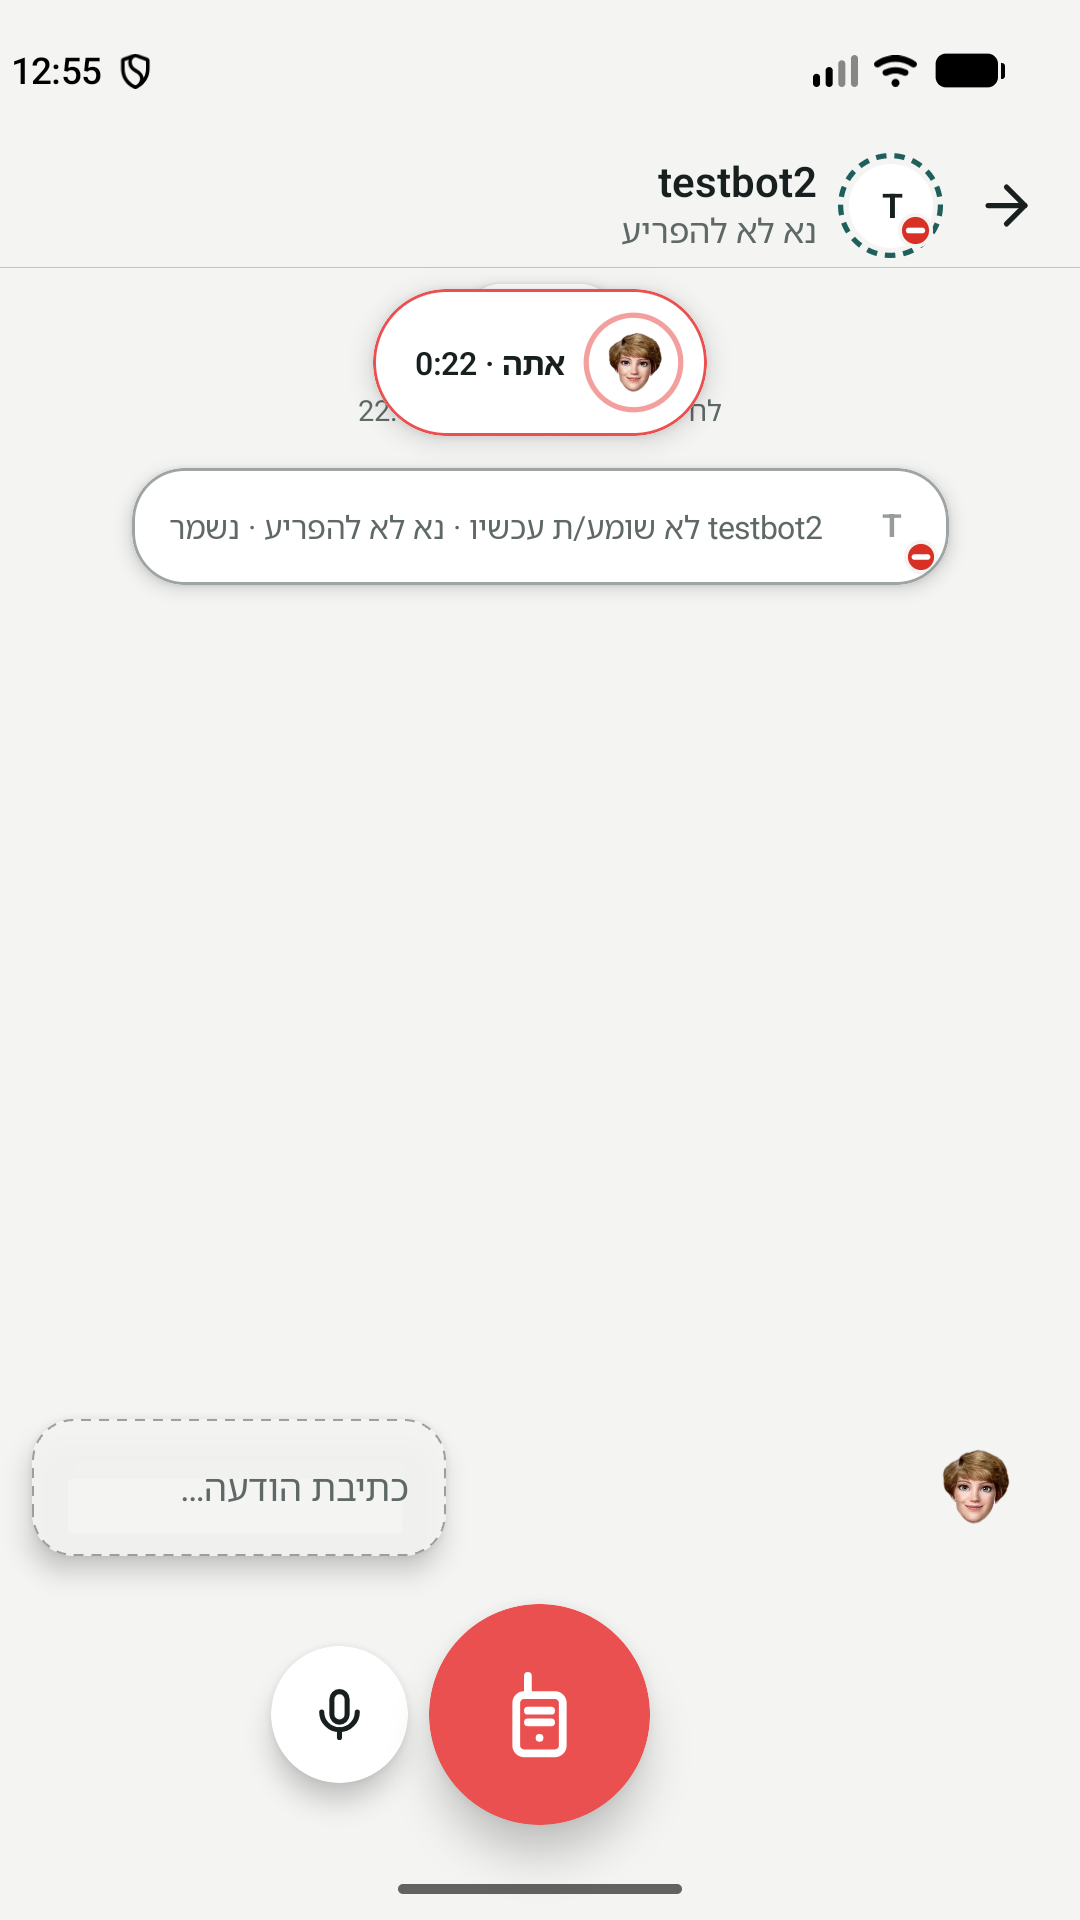 12:55
testbot2
T
נא לא להפריע
אתה · 0:22
לח
22.
testbot2 לא שומע/ת עכשיו · נא לא להפריע · נשמר
T
כתיבת הודעה...